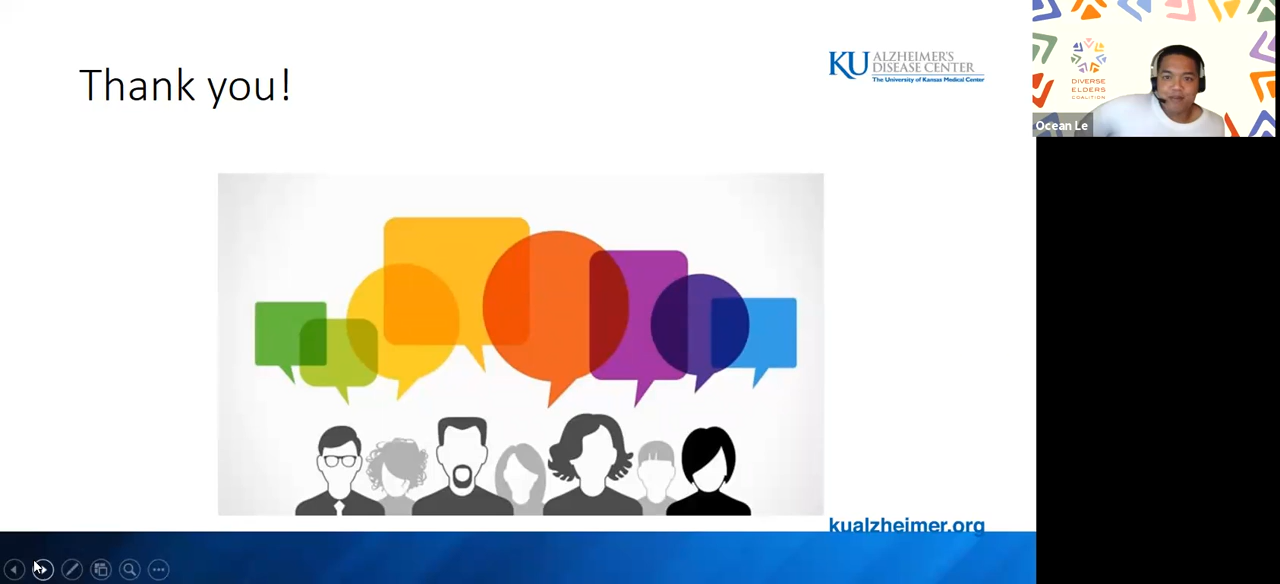 Thank you!
KU ALZHEIMER'S
DISEASE CENTER
The University of Kansas Medical Center
DIVERSE
ELDERS
COALITION
Ocean Le
kualzheimer.org